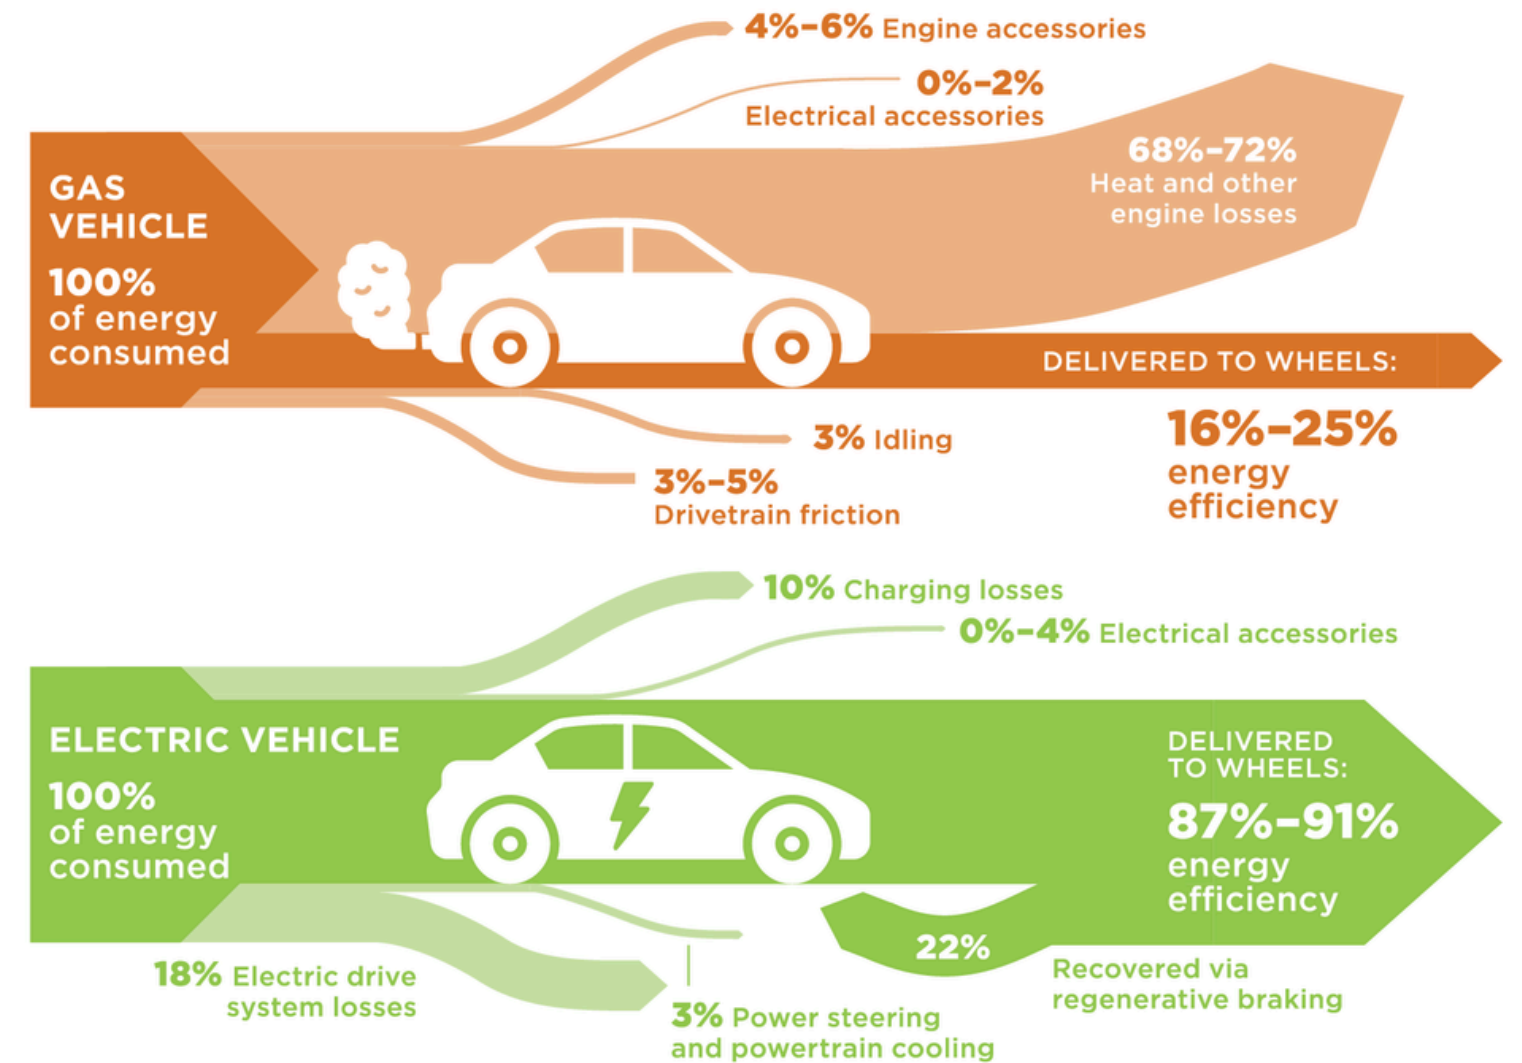 4%–6% Engine accessories
0%–2%
Electrical accessories
68%–72%
Heat and other
engine losses
GAS
VEHICLE
100%
of energy
consumed
DELIVERED TO WHEELS:
16%–25%
energy
efficiency
3% Idling
3%–5%
Drivetrain friction
10% Charging losses
0%–4% Electrical accessories
ELECTRIC VEHICLE
100%
of energy
consumed
DELIVERED
TO WHEELS:
87%–91%
energy
efficiency
22%
Recovered via
regenerative braking
18% Electric drive
system losses
3% Power steering
and powertrain cooling